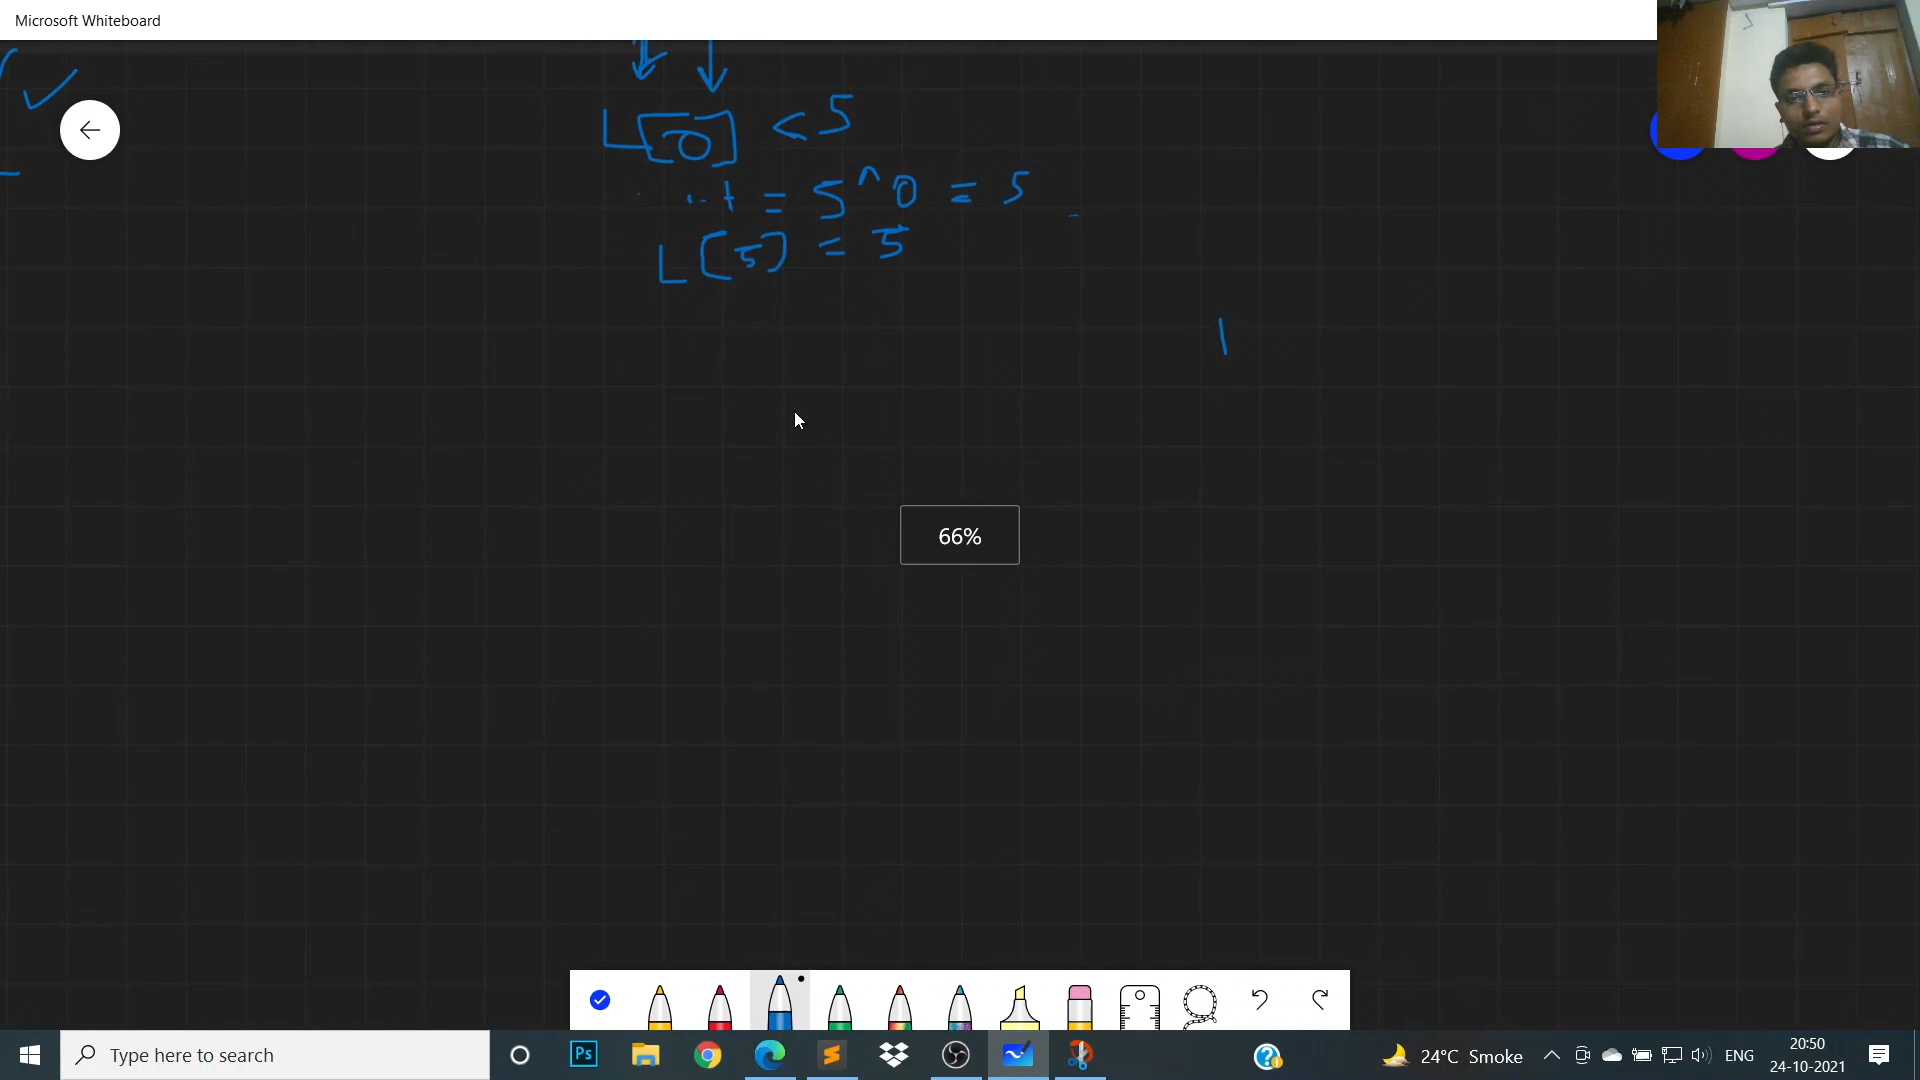 Microsoft Whiteboard
L[0] < 5
= 5^0 = 5
L[5] = 5
66%
Type here to search
Ps
24°C Smoke
ENG
20:50
24-10-2021